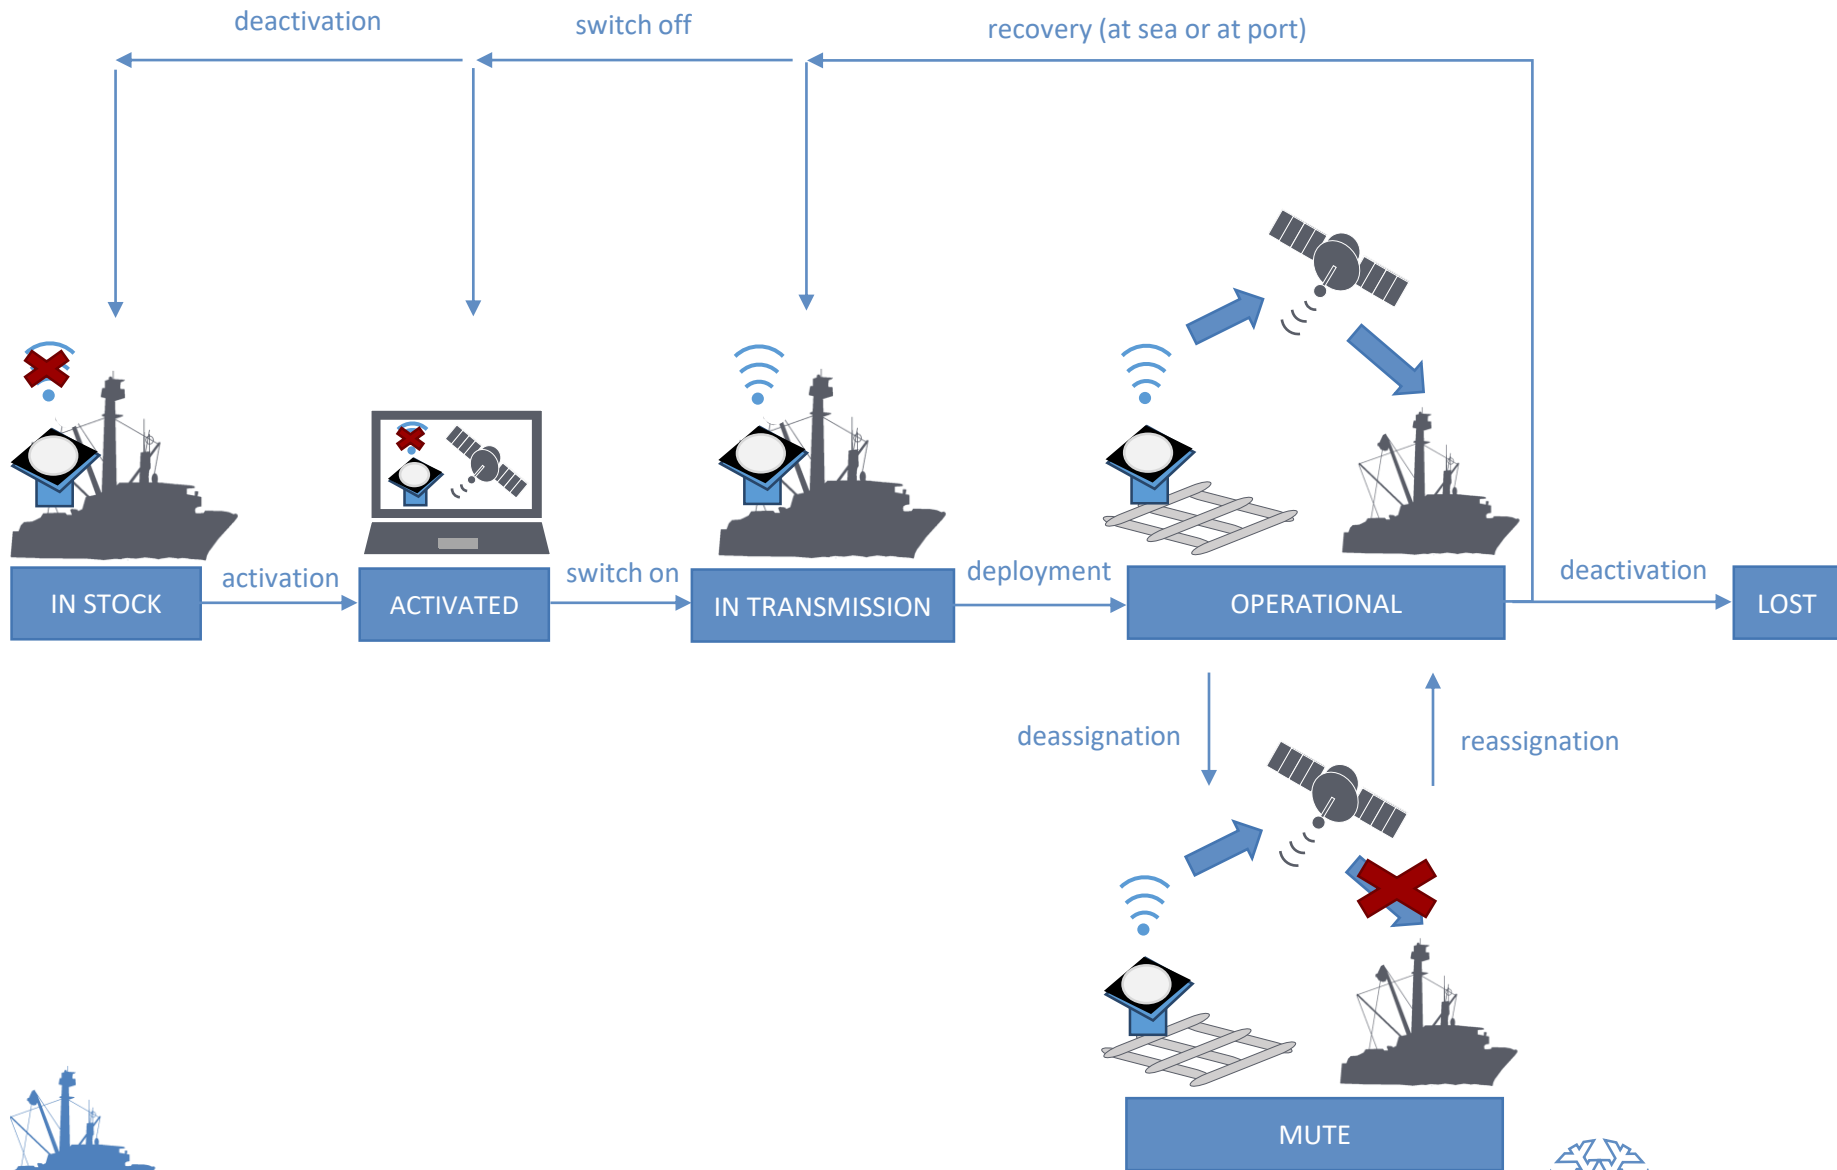 deactivation
switch off
recovery (at sea or at port)
activation
switch on
deployment
deactivation
IN STOCK
ACTIVATED
IN TRANSMISSION
OPERATIONAL
LOST
deassignation
reassignation
MUTE